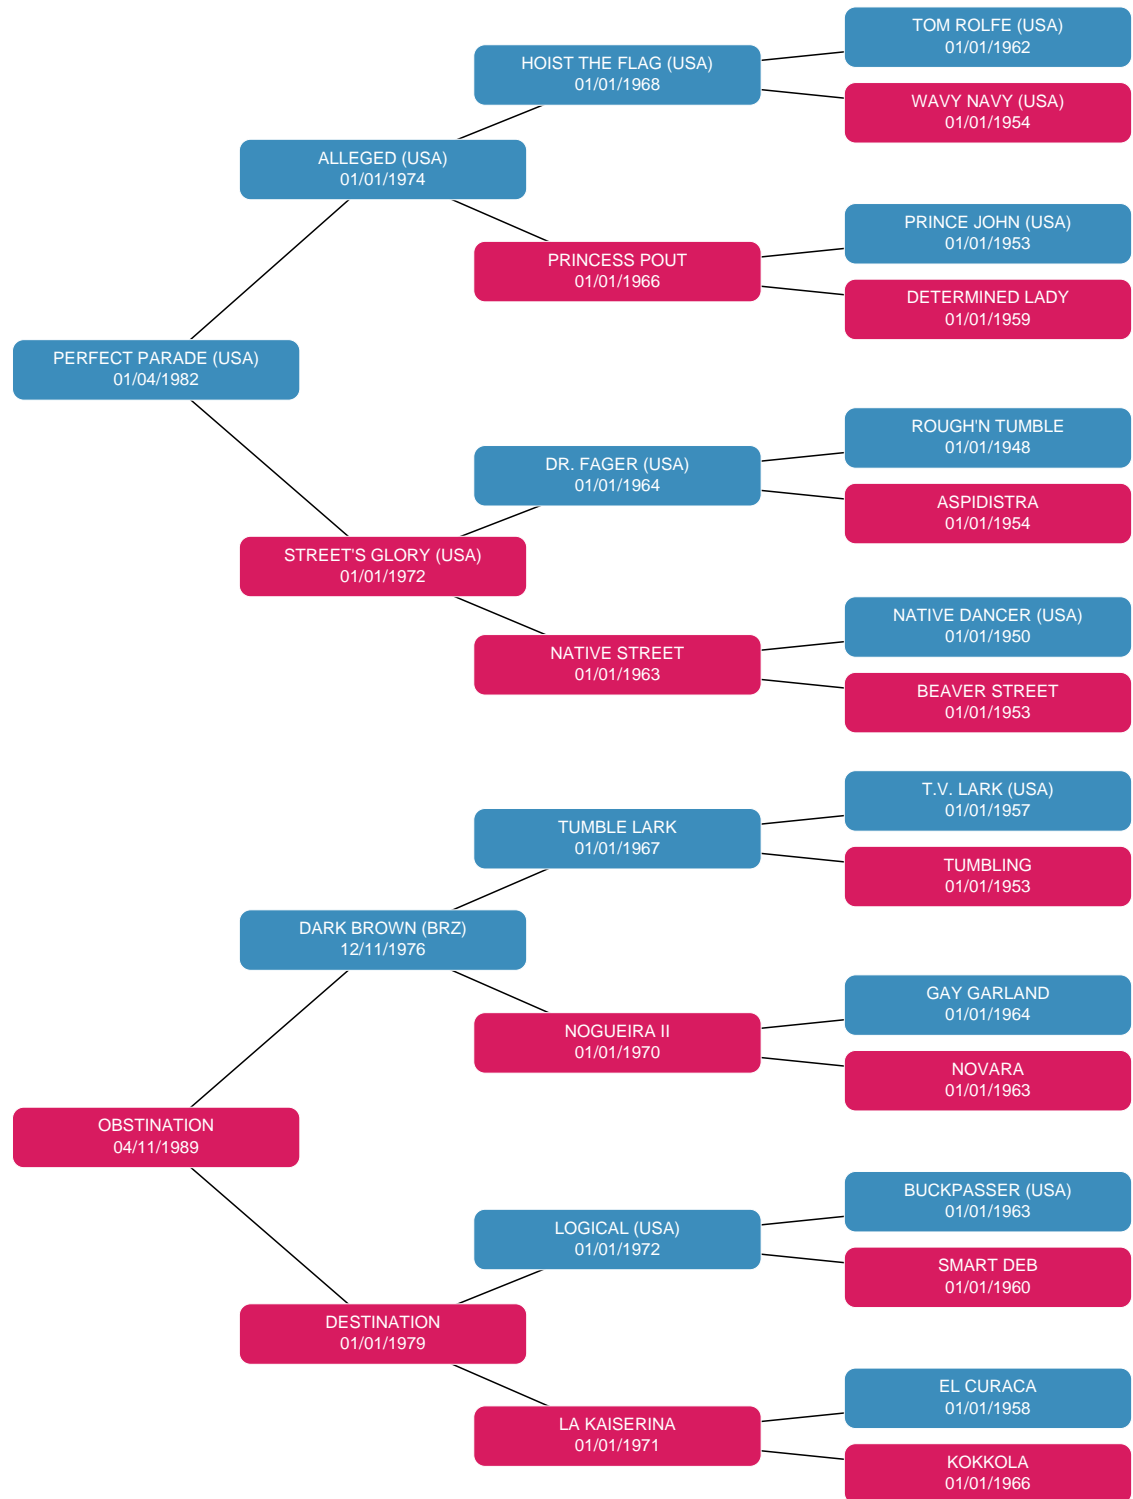 TOM ROLFE (USA)
01/01/1962
HOIST THE FLAG (USA)
01/01/1968
WAVY NAVY (USA)
01/01/1954
ALLEGED (USA)
01/01/1974
PRINCE JOHN (USA)
01/01/1953
PRINCESS POUT
01/01/1966
DETERMINED LADY
01/01/1959
PERFECT PARADE (USA)
01/04/1982
ROUGH'N TUMBLE
01/01/1948
DR. FAGER (USA)
01/01/1964
ASPIDISTRA
01/01/1954
STREET'S GLORY (USA)
01/01/1972
NATIVE DANCER (USA)
01/01/1950
NATIVE STREET
01/01/1963
BEAVER STREET
01/01/1953
T.V. LARK (USA)
01/01/1957
TUMBLE LARK
01/01/1967
TUMBLING
01/01/1953
DARK BROWN (BRZ)
12/11/1976
GAY GARLAND
01/01/1964
NOGUEIRA II
01/01/1970
NOVARA
01/01/1963
OBSTINATION
04/11/1989
BUCKPASSER (USA)
01/01/1963
LOGICAL (USA)
01/01/1972
SMART DEB
01/01/1960
DESTINATION
01/01/1979
EL CURACA
01/01/1958
LA KAISERINA
01/01/1971
KOKKOLA
01/01/1966